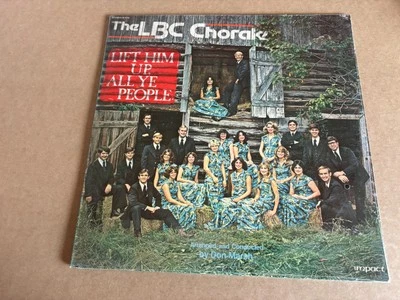 The LBC Chorale
LIFT HIM
UP
ALL YE
PEOPLE
Arranged and Conducted
by Don Marsh
impact